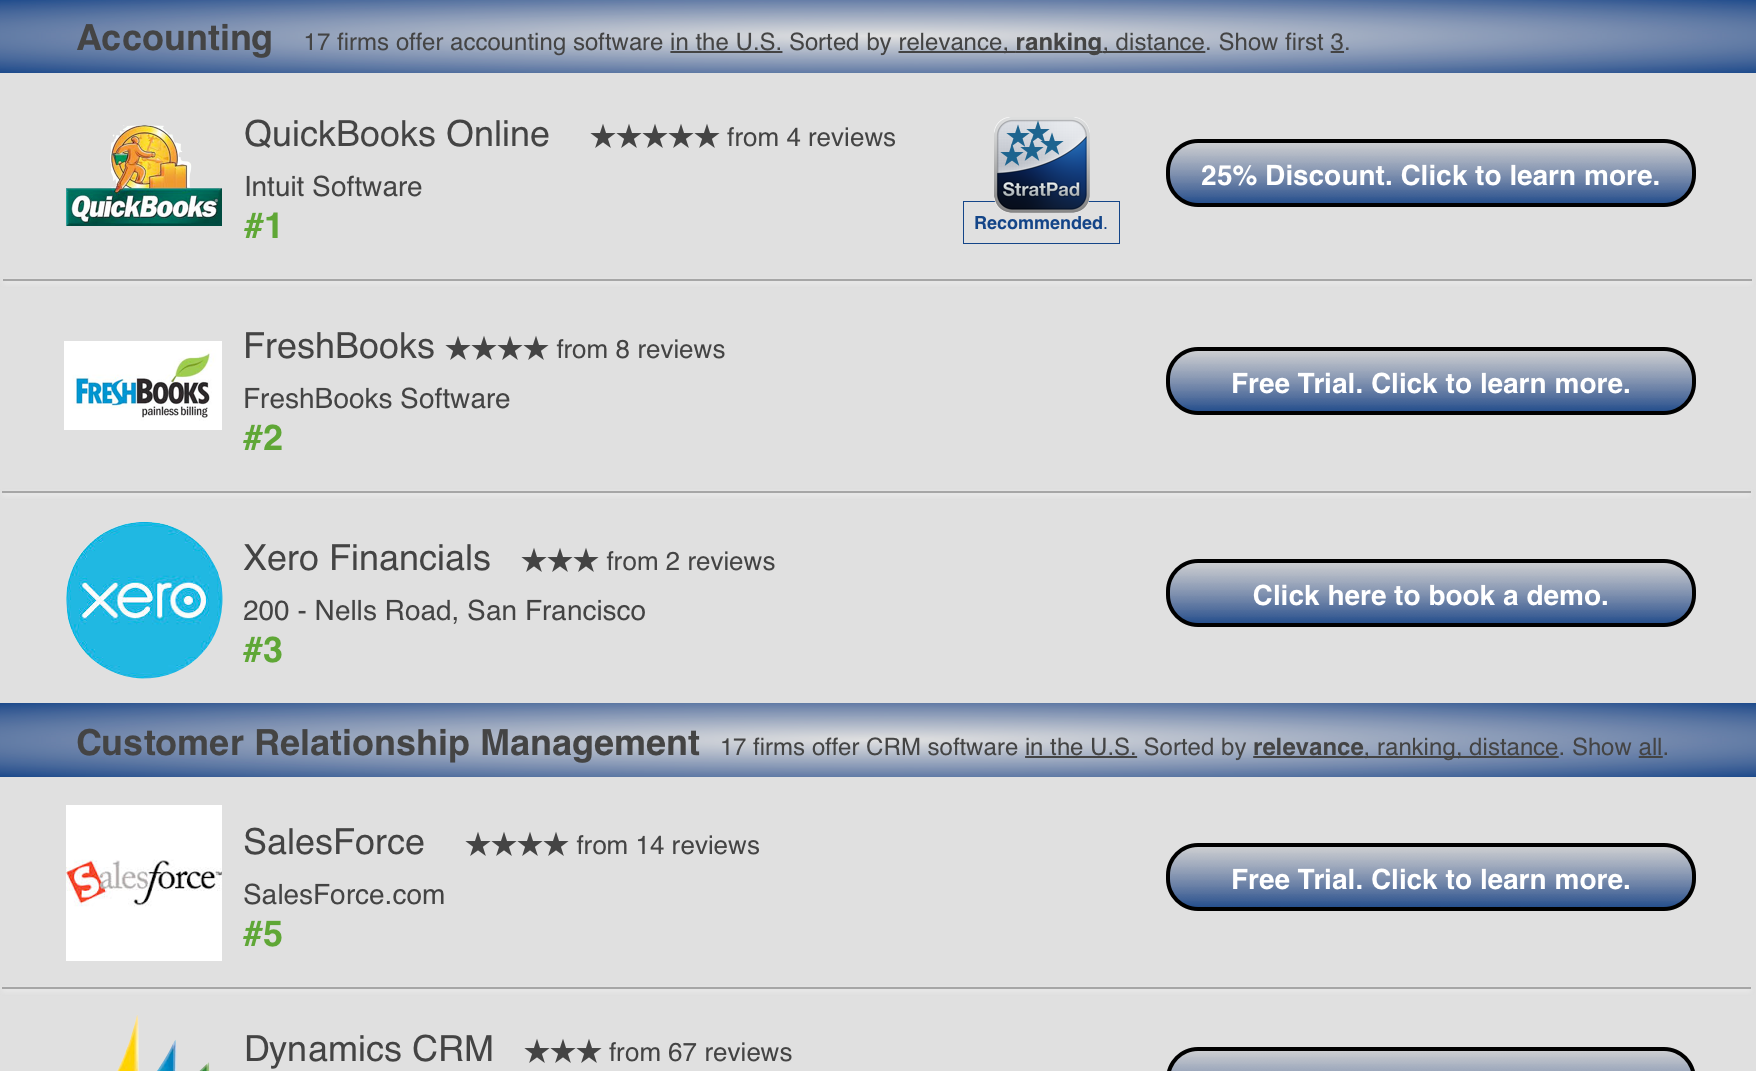 Accounting 17 firms offer accounting software in the U.S. Sorted by relevance, ranking, distance. Show first 3.
QuickBooks Online ★★★★★ from 4 reviews
Intuit Software
#1
QuickBooks
StratPad
Recommended.
25% Discount. Click to learn more.
FreshBooks ★★★★ from 8 reviews
FreshBooks Software
#2
FRESHBOOKS
painless billing
Free Trial. Click to learn more.
Xero Financials ★★★ from 2 reviews
200 - Nells Road, San Francisco
#3
xero
Click here to book a demo.
Customer Relationship Management 17 firms offer CRM software in the U.S. Sorted by relevance, ranking, distance. Show all.
SalesForce ★★★★ from 14 reviews
SalesForce.com
#5
Salesforce™
Free Trial. Click to learn more.
Dynamics CRM ★★★ from 67 reviews